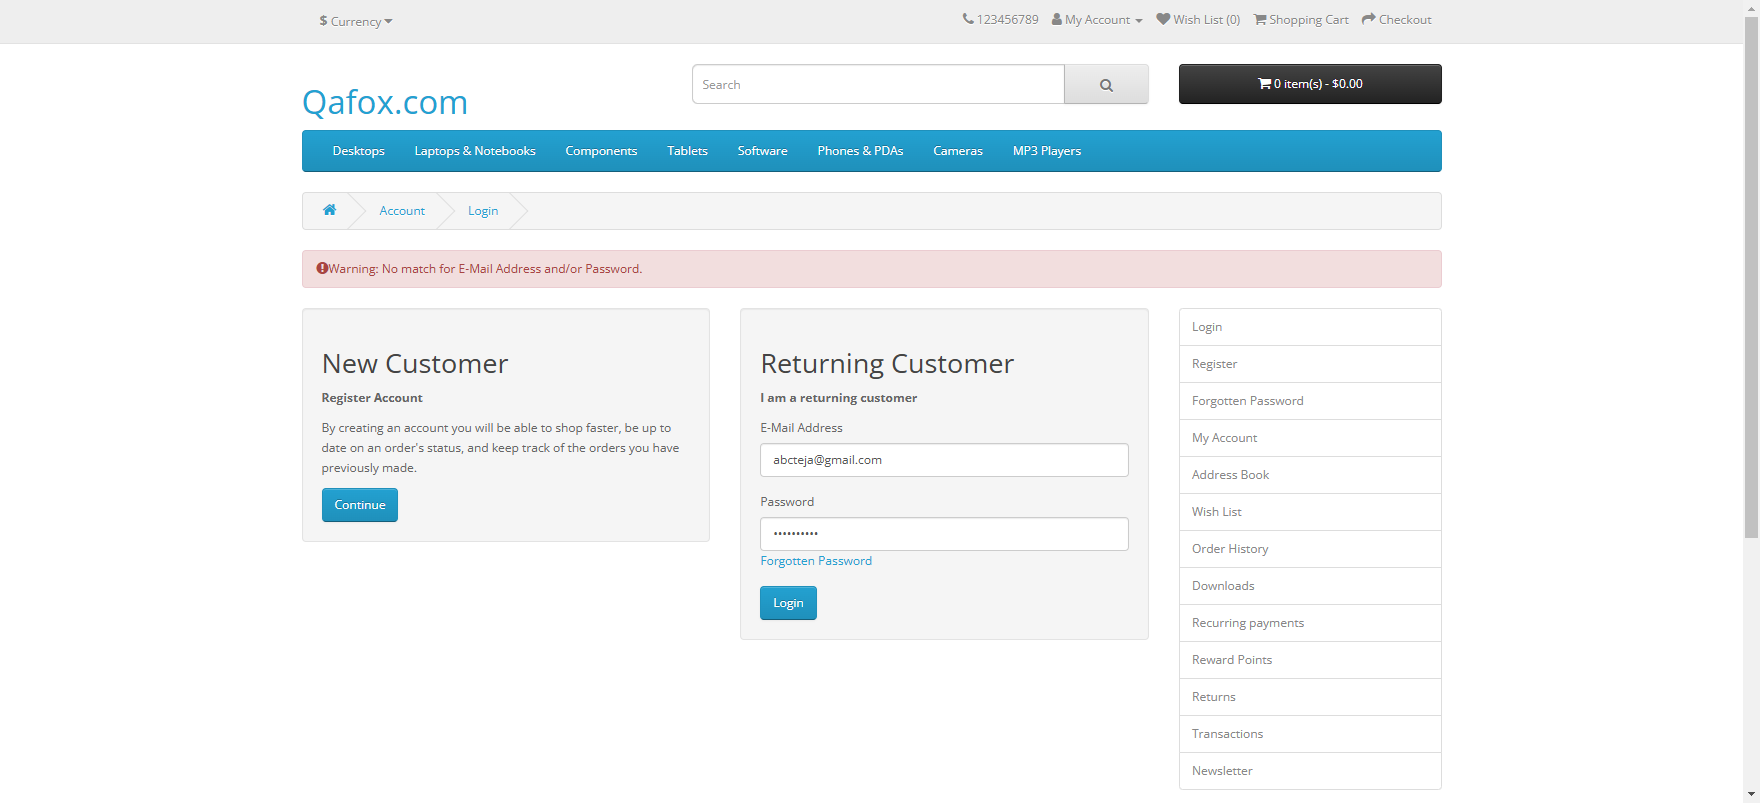 $ Currency
123456789 My Account Wish List (0) Shopping Cart Checkout
Qafox.com
Search
0 item(s) - $0.00
Desktops Laptops & Notebooks Components Tablets Software Phones & PDAs Cameras MP3 Players
Account Login
Warning: No match for E-Mail Address and/or Password.
New Customer
Register Account
By creating an account you will be able to shop faster, be up to
date on an order's status, and keep track of the orders you have
previously made.
Continue
Returning Customer
I am a returning customer
E-Mail Address
abcteja@gmail.com
Password
••••••••••
Forgotten Password
Login
Login
Register
Forgotten Password
My Account
Address Book
Wish List
Order History
Downloads
Recurring payments
Reward Points
Returns
Transactions
Newsletter